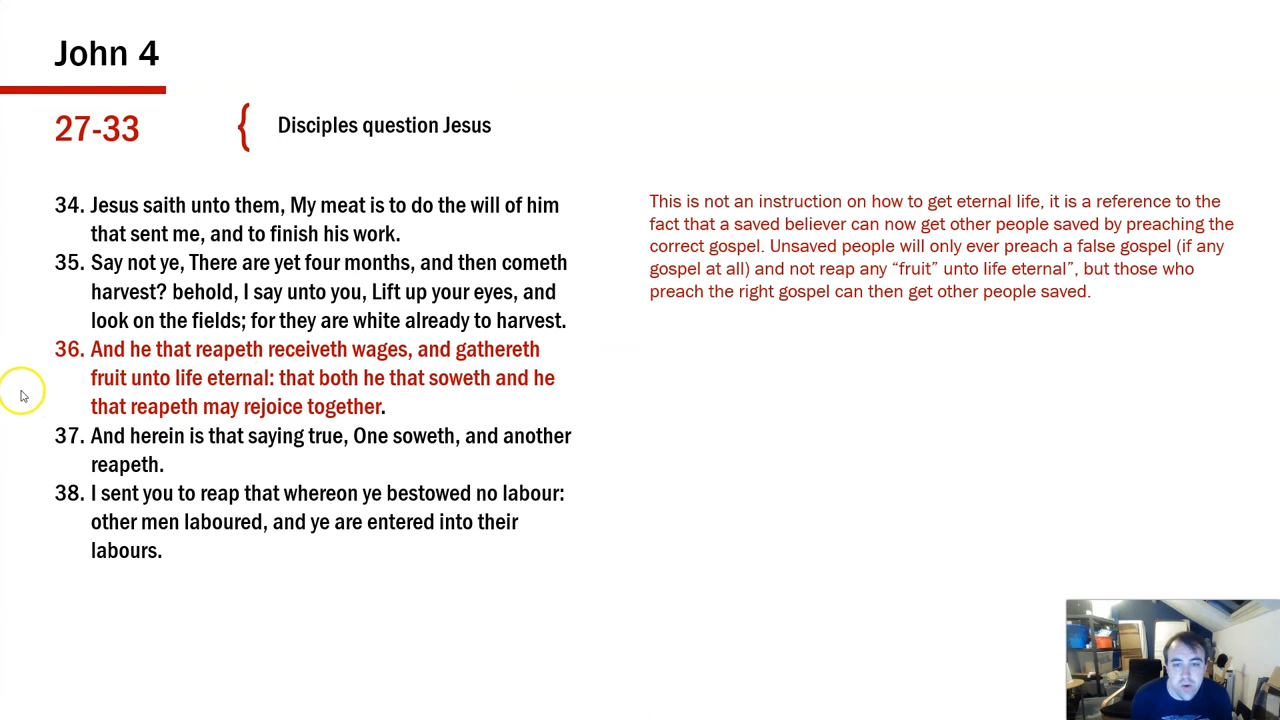 John 4
27-33
{
Disciples question Jesus
34. Jesus saith unto them, My meat is to do the will of him
that sent me, and to finish his work.
35. Say not ye, There are yet four months, and then cometh
harvest? behold, I say unto you, Lift up your eyes, and
look on the fields; for they are white already to harvest.
36. And he that reapeth receiveth wages, and gathereth
fruit unto life eternal: that both he that soweth and he
that reapeth may rejoice together.
37. And herein is that saying true, One soweth, and another
reapeth.
38. I sent you to reap that whereon ye bestowed no labour:
other men laboured, and ye are entered into their
labours.
This is not an instruction on how to get eternal life, it is a reference to the
fact that a saved believer can now get other people saved by preaching the
correct gospel. Unsaved people will only ever preach a false gospel (if any
gospel at all) and not reap any “fruit” unto life eternal”, but those who
preach the right gospel can then get other people saved.